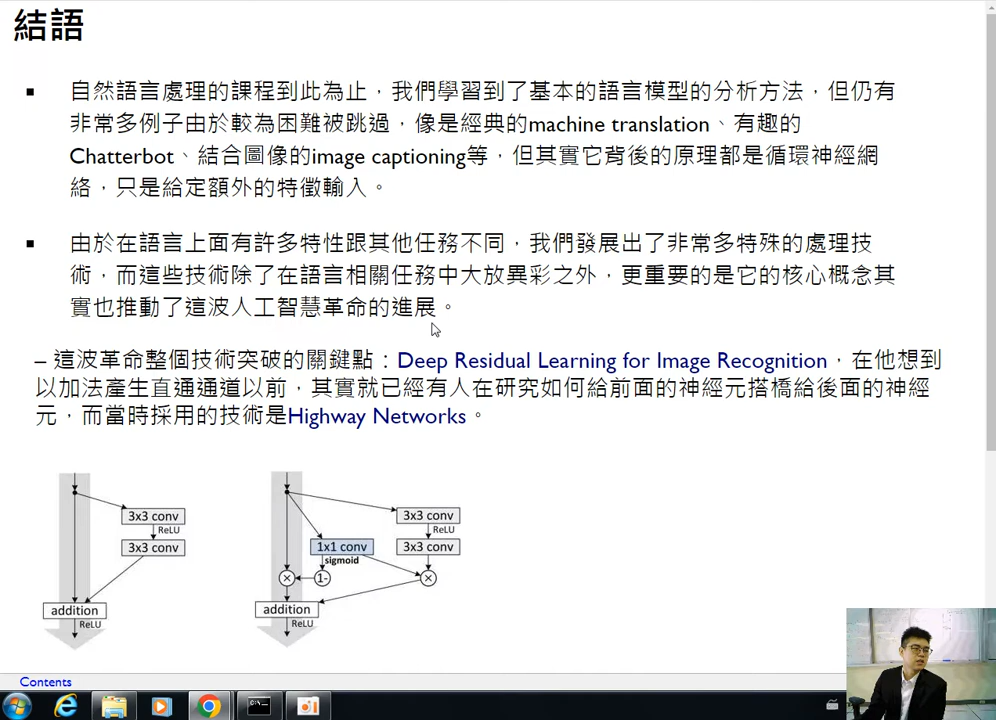 結語
▪ 自然語言處理的課程到此為止，我們學習到了基本的語言模型的分析方法，但仍有
非常多例子由於較為困難被跳過，像是經典的machine translation、有趣的
Chatterbot、結合圖像的image captioning等，但其實它背後的原理都是循環神經網
絡，只是給定額外的特徵輸入。
▪ 由於在語言上面有許多特性跟其他任務不同，我們發展出了非常多特殊的處理技
術，而這些技術除了在語言相關任務中大放異彩之外，更重要的是它的核心概念其
實也推動了這波人工智慧革命的進展。
– 這波革命整個技術突破的關鍵點：Deep Residual Learning for Image Recognition，在他想到
以加法產生直通通道以前，其實就已經有人在研究如何給前面的神經元搭橋給後面的神經
元，而當時採用的技術是Highway Networks。
3x3 conv
ReLU
3x3 conv
addition
ReLU
3x3 conv
ReLU
1x1 conv
3x3 conv
sigmoid
1-
addition
ReLU
Contents